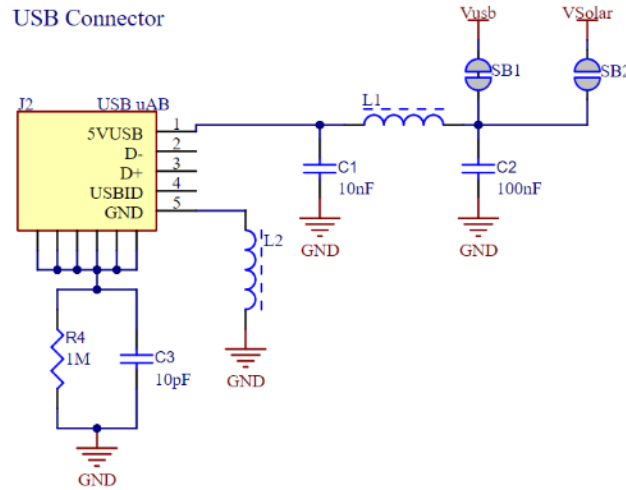 USB Connector
Vusb
VSolar
SB1
SB2
J2
USB uAB
L1
5VUSB
1
D-
2
D+
3
USBID
4
GND
5
C1
10nF
C2
100nF
GND
GND
L2
R4
1M
C3
10pF
GND
GND